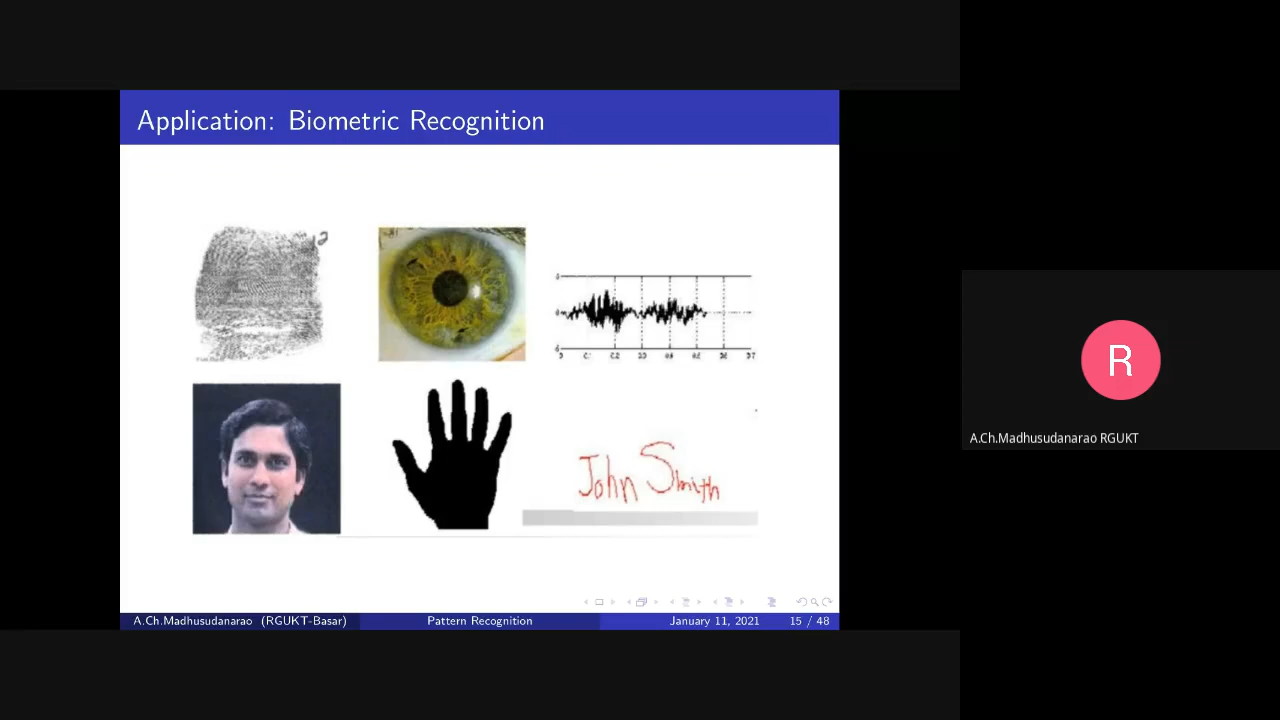 Application: Biometric Recognition
12
John Smith
R
A.Ch.Madhusudanarao RGUKT
A.Ch.Madhusudanarao (RGUKT-Basar) Pattern Recognition January 11, 2021 15 / 48